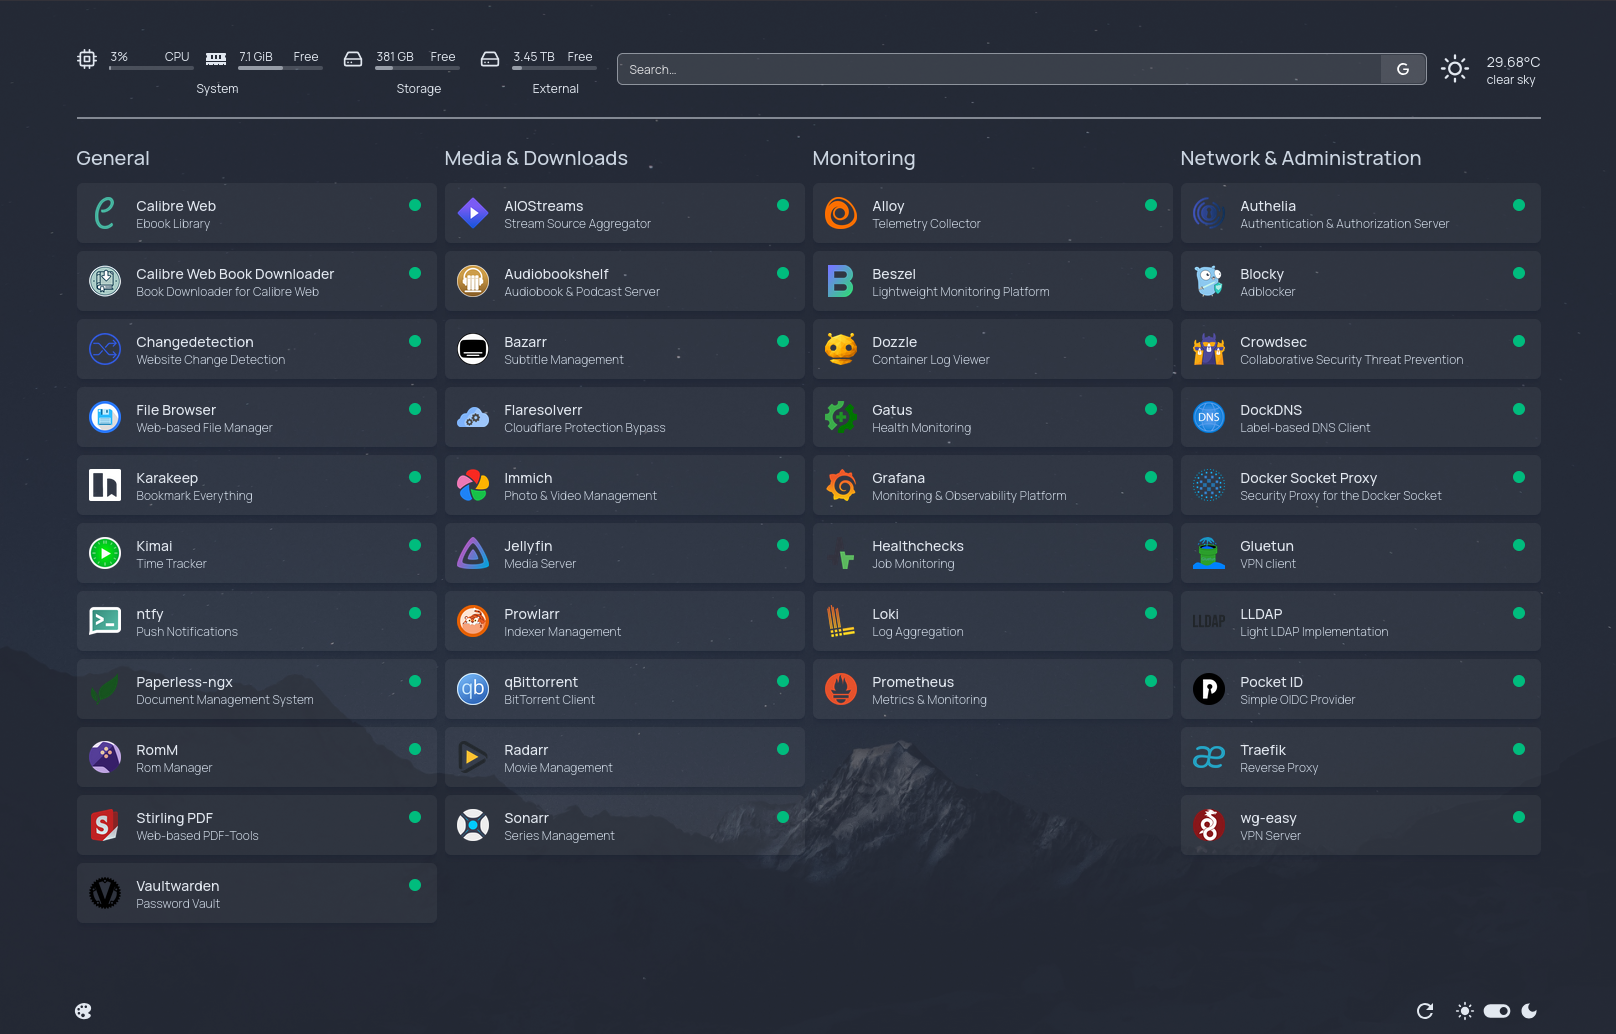 3% CPU 7.1 GiB Free 381 GB Free 3.45 TB Free
System Storage External
Search... G
29.68°C
clear sky
General
Calibre Web
Ebook Library
Calibre Web Book Downloader
Book Downloader for Calibre Web
Changedetection
Website Change Detection
File Browser
Web-based File Manager
Karakeep
Bookmark Everything
Kimai
Time Tracker
ntfy
Push Notifications
Paperless-ngx
Document Management System
RomM
Rom Manager
S
Stirling PDF
Web-based PDF-Tools
V
Vaultwarden
Password Vault
Media & Downloads
AIOStreams
Stream Source Aggregator
Audiobookshelf
Audiobook & Podcast Server
Bazarr
Subtitle Management
Flaresolverr
Cloudflare Protection Bypass
Immich
Photo & Video Management
Jellyfin
Media Server
Prowlarr
Indexer Management
qb
qBittorrent
BitTorrent Client
Radarr
Movie Management
Sonarr
Series Management
Monitoring
Alloy
Telemetry Collector
B
Beszel
Lightweight Monitoring Platform
Dozzle
Container Log Viewer
Gatus
Health Monitoring
Grafana
Monitoring & Observability Platform
Healthchecks
Job Monitoring
Loki
Log Aggregation
Prometheus
Metrics & Monitoring
Network & Administration
Authelia
Authentication & Authorization Server
Blocky
Adblocker
Crowdsec
Collaborative Security Threat Prevention
DNS
DockDNS
Label-based DNS Client
Docker Socket Proxy
Security Proxy for the Docker Socket
Gluetun
VPN client
LLDAP
LLDAP
Light LDAP Implementation
Pocket ID
Simple OIDC Provider
æ
Traefik
Reverse Proxy
wg-easy
VPN Server